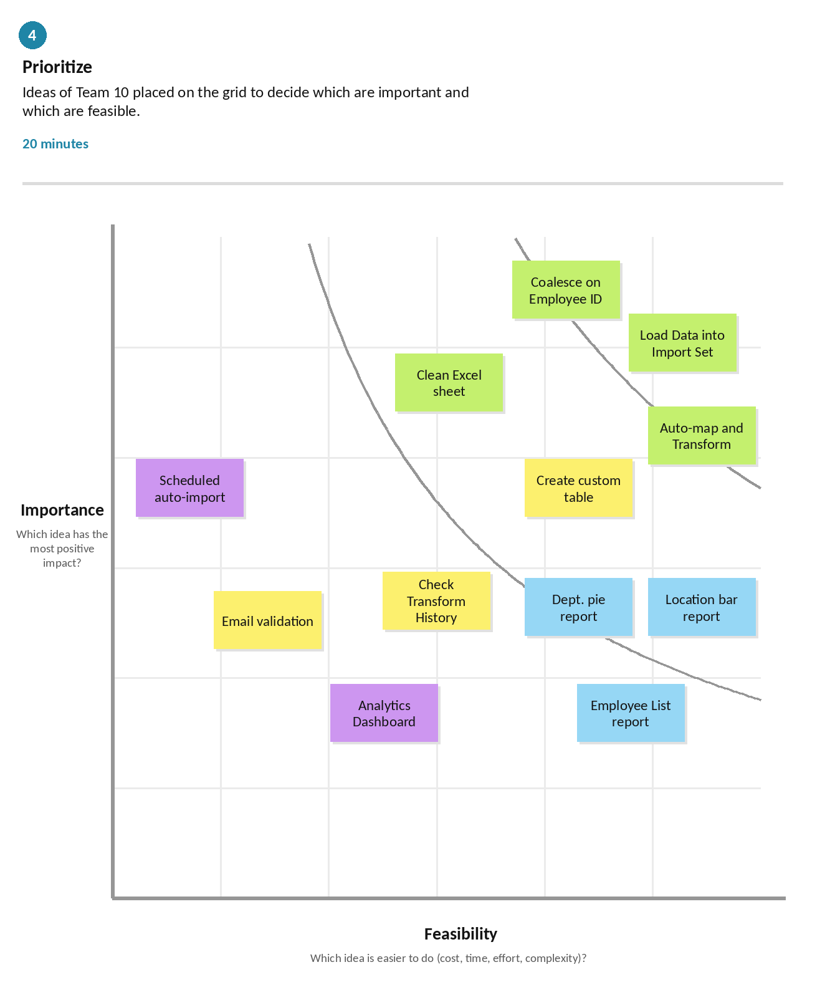 4
Prioritize
Ideas of Team 10 placed on the grid to decide which are important and
which are feasible.
20 minutes
Coalesce on
Employee ID
Load Data into
Import Set
Clean Excel
sheet
Auto-map and
Transform
Scheduled
auto-import
Create custom
table
Importance
Which idea has the
most positive
impact?
Check
Transform
History
Email validation
Dept. pie
report
Location bar
report
Analytics
Dashboard
Employee List
report
Feasibility
Which idea is easier to do (cost, time, effort, complexity)?